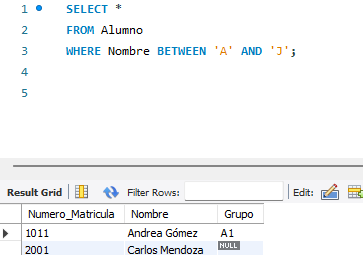 1 SELECT *
2 FROM Alumno
3 WHERE Nombre BETWEEN 'A' AND 'J';
4
5
Result Grid Filter Rows: Edit:
Numero_Matricula Nombre Grupo
1011 Andrea Gómez A1
2001 Carlos Mendoza NULL